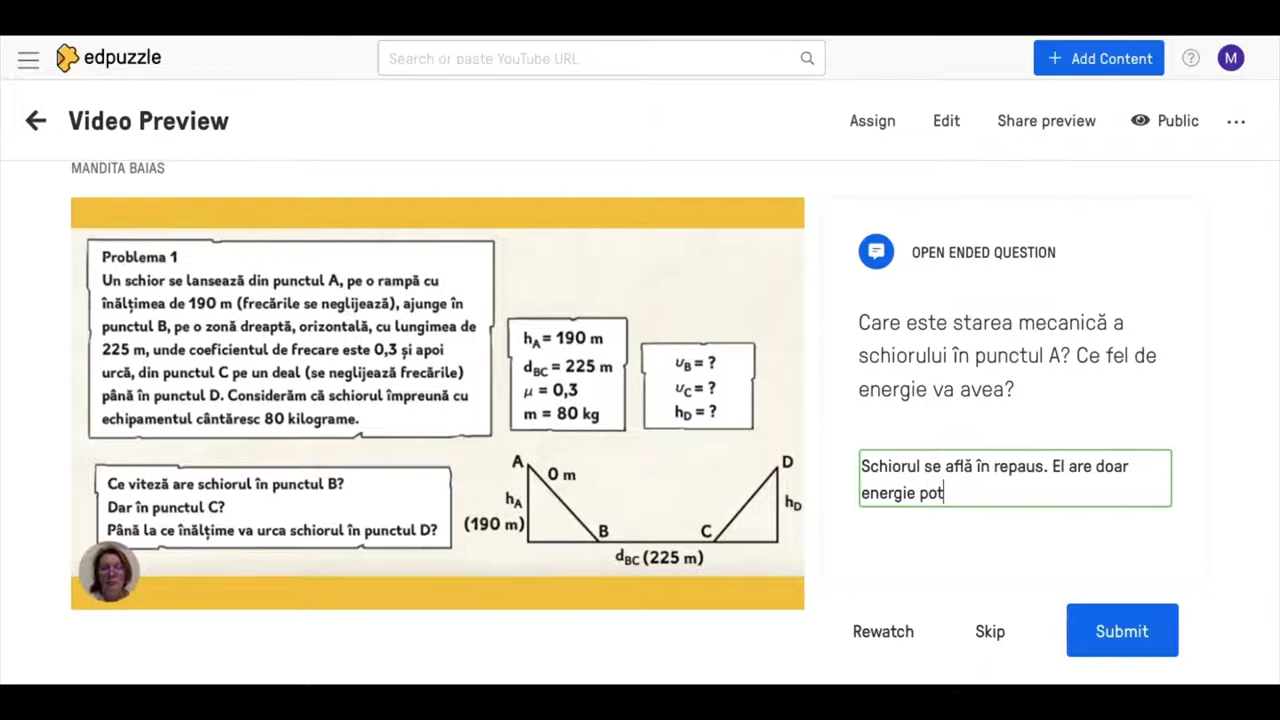 edpuzzle
Search or paste YouTube URL
+ Add Content
?
M
Video Preview
Assign
Edit
Share preview
Public
...
MANDITA BAIAS
Problema 1
Un schior se lansează din punctul A, pe o rampă cu
înălțimea de 190 m (frecările se neglijează), ajunge în
punctul B, pe o zonă dreaptă, orizontală, cu lungimea de
225 m, unde coeficientul de frecare este 0,3 și apoi
urcă, din punctul C pe un deal (se neglijează frecările)
până în punctul D. Considerăm că schiorul împreună cu
echipamentul cântăresc 80 kilograme.
hA = 190 m
dBC = 225 m
μ = 0,3
m = 80 kg
υB = ?
υC = ?
hD = ?
Ce viteză are schiorul în punctul B?
Dar în punctul C?
Până la ce înălțime va urca schiorul în punctul D?
A
0 m
hA
(190 m)
B
C
D
hD
dBC (225 m)
OPEN ENDED QUESTION
Care este starea mecanică a
schiorului în punctul A? Ce fel de
energie va avea?
Schiorul se află în repaus. El are doar
energie pot
Rewatch
Skip
Submit